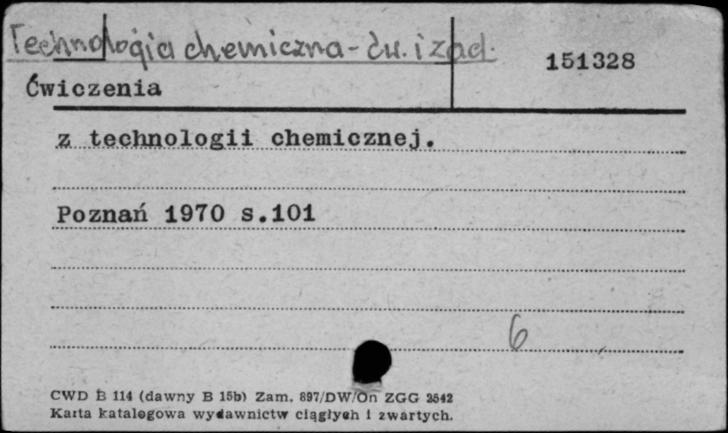 Technologia chemiczna - ćw. i zad.
151328
Ćwiczenia
z technologii chemicznej.
Poznań 1970 s.101
6
CWD B 114 (dawny B 15b) Zam. 897/DW/On ZGG 2542
Karta katalogowa wydawnictw ciągłych i zwartych.